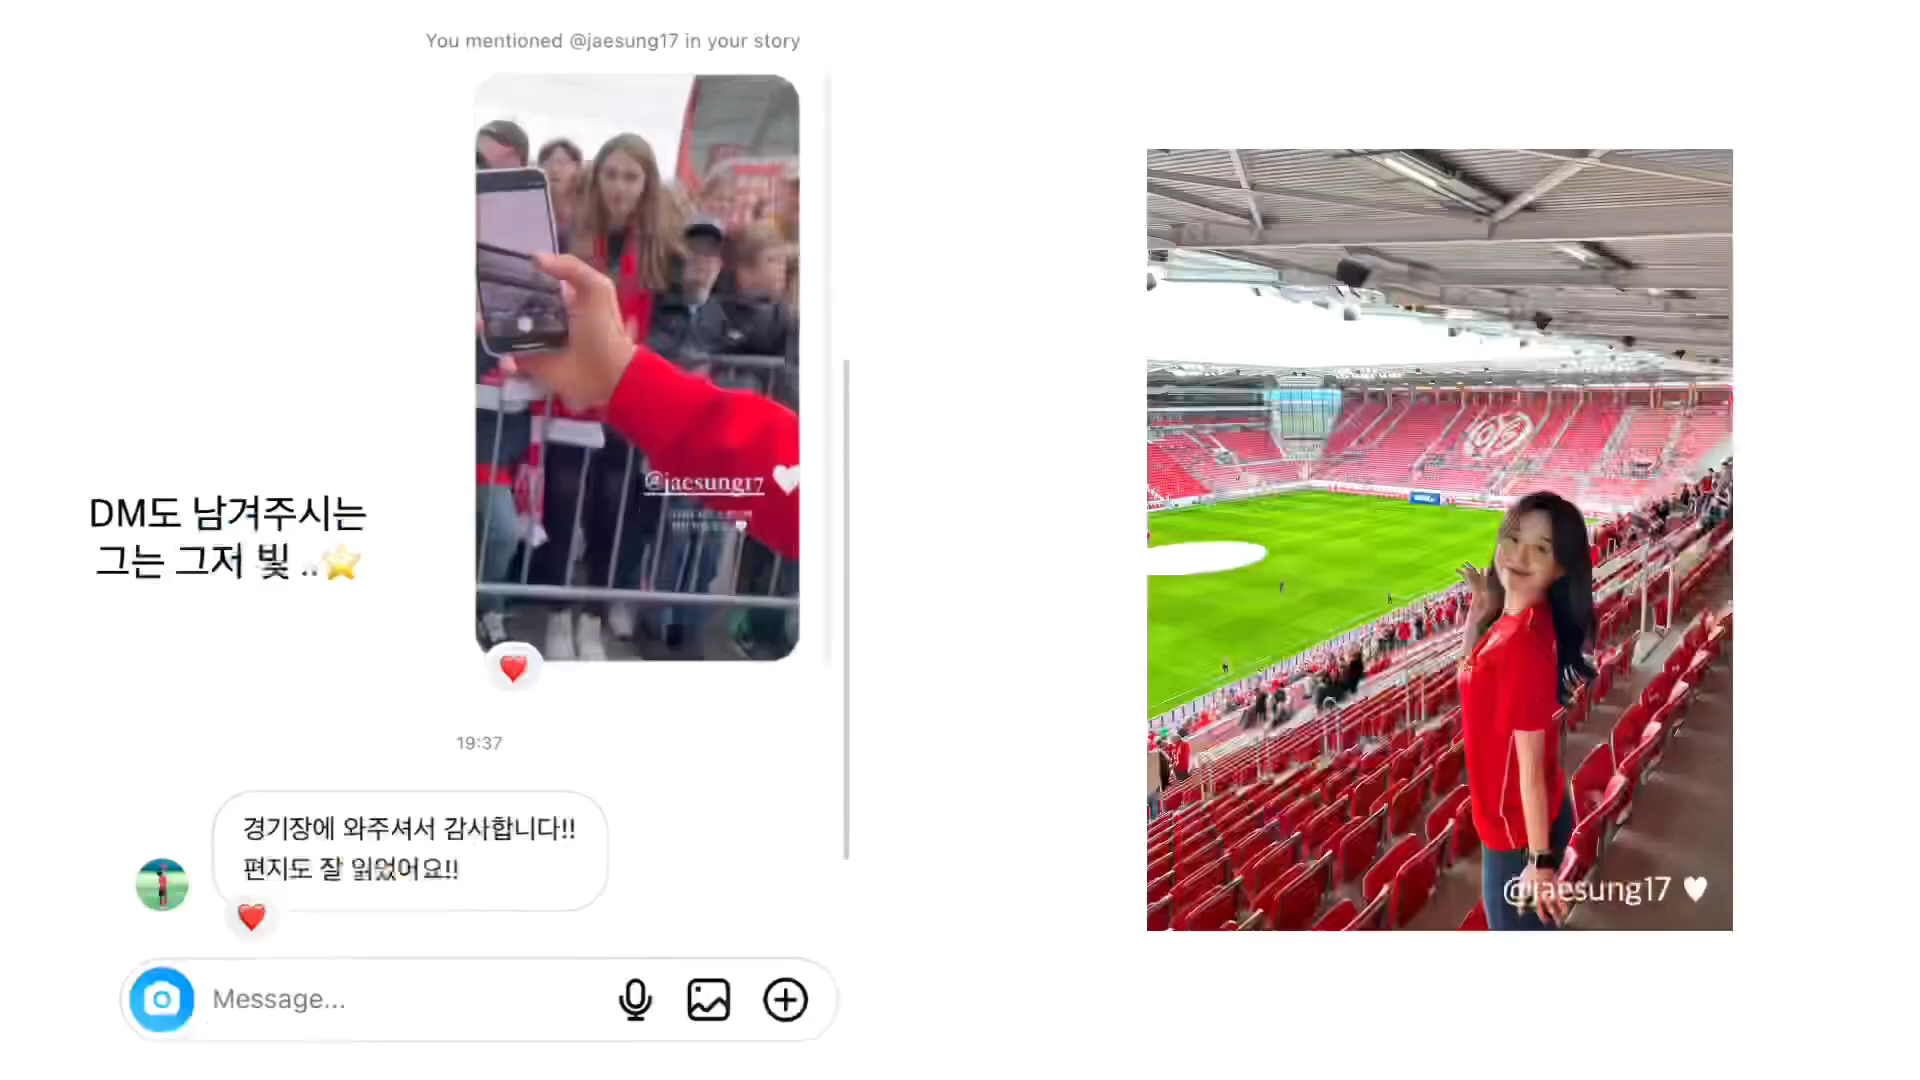 You mentioned @jaesung17 in your story
@jaesung17
DM도 남겨주시는
그는 그저 빛 ..
19:37
경기장에 와주셔서 감사합니다!!
편지도 잘 읽었어요!!
Message...
@jaesung17